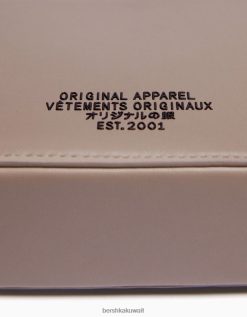 ORIGINAL APPAREL
VÊTEMENTS ORIGINAUX
オリジナルの服
EST.2001
bershkakuwait